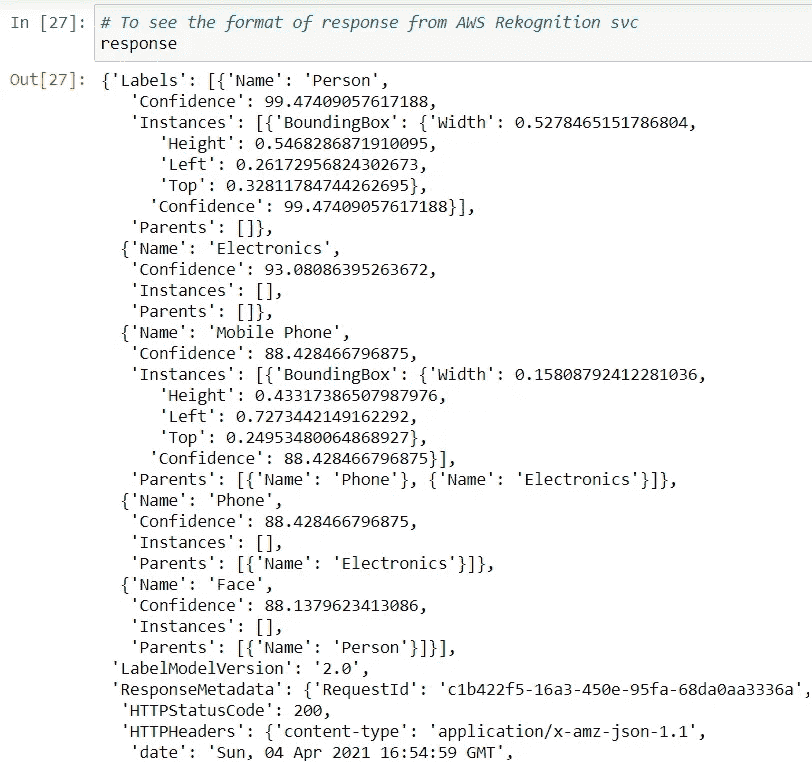 In [27]: # To see the format of response from AWS Rekognition svc
response
Out[27]: {'Labels': [{'Name': 'Person',
'Confidence': 99.47409057617188,
'Instances': [{'BoundingBox': {'Width': 0.5278465151786804,
'Height': 0.5468286871910095,
'Left': 0.26172956824302673,
'Top': 0.32811784744262695},
'Confidence': 99.47409057617188}],
'Parents': []},
{'Name': 'Electronics',
'Confidence': 93.08086395263672,
'Instances': [],
'Parents': []},
{'Name': 'Mobile Phone',
'Confidence': 88.428466796875,
'Instances': [{'BoundingBox': {'Width': 0.15808792412281036,
'Height': 0.43317386507987976,
'Left': 0.7273442149162292,
'Top': 0.24953480064868927},
'Confidence': 88.428466796875}],
'Parents': [{'Name': 'Phone'}, {'Name': 'Electronics'}]},
{'Name': 'Phone',
'Confidence': 88.428466796875,
'Instances': [],
'Parents': [{'Name': 'Electronics'}]},
{'Name': 'Face',
'Confidence': 88.1379623413086,
'Instances': [],
'Parents': [{'Name': 'Person'}]}],
'LabelModelVersion': '2.0',
'ResponseMetadata': {'RequestId': 'c1b422f5-16a3-450e-95fa-68da0aa3336a',
'HTTPStatusCode': 200,
'HTTPHeaders': {'content-type': 'application/x-amz-json-1.1',
'date': 'Sun, 04 Apr 2021 16:54:59 GMT',